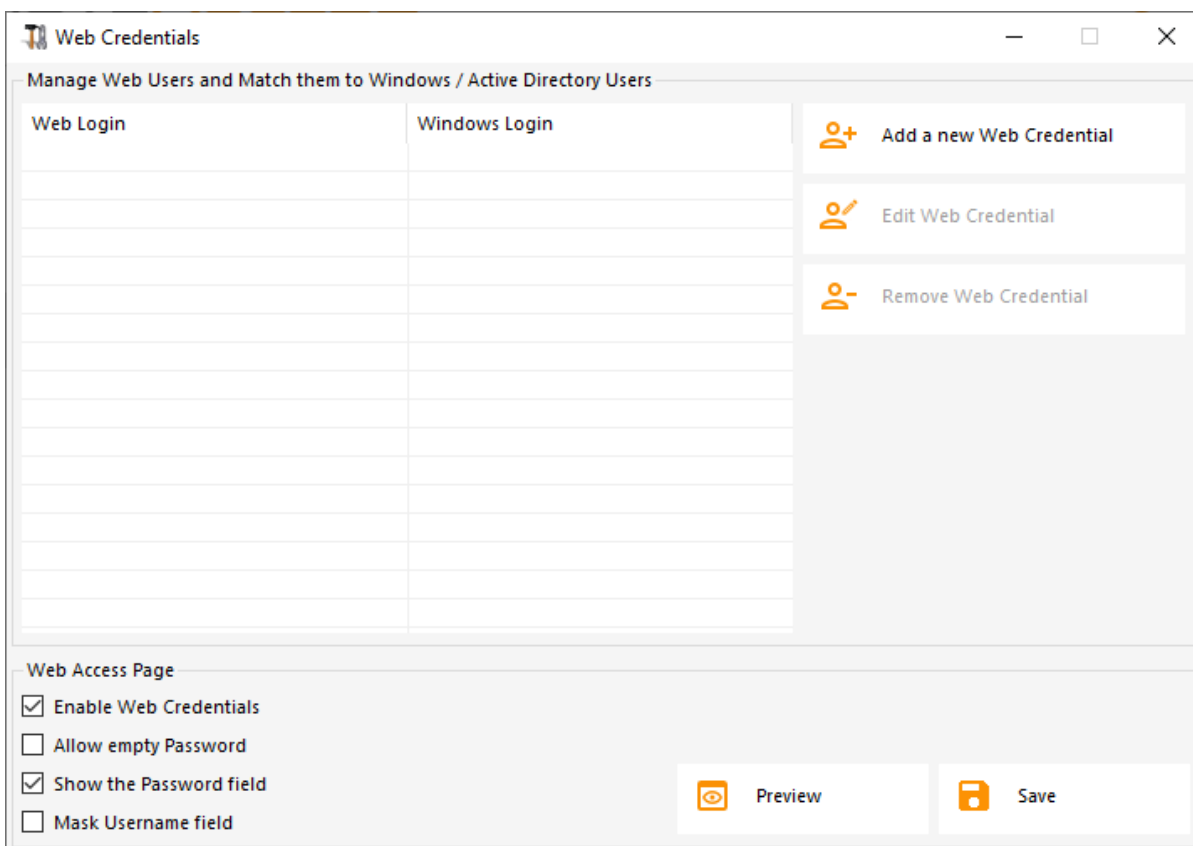 Web Credentials
Manage Web Users and Match them to Windows / Active Directory Users
Web Login
Windows Login
Add a new Web Credential
Edit Web Credential
Remove Web Credential
Web Access Page
Enable Web Credentials
Allow empty Password
Show the Password field
Mask Username field
Preview
Save